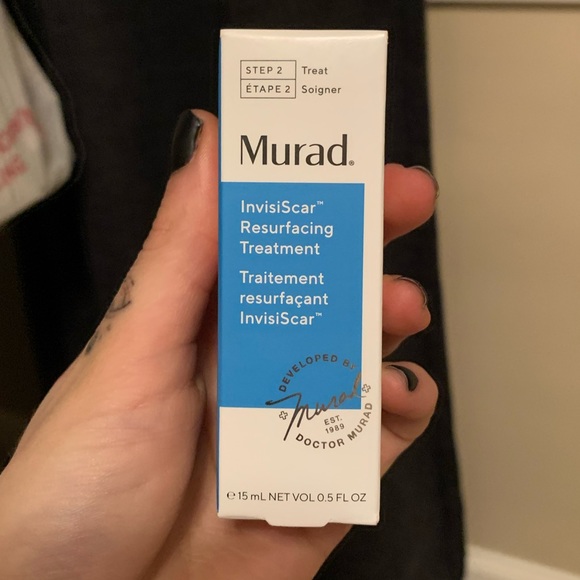 STEP 2 Treat
ÉTAPE 2 Soigner
Murad.
InvisiScar™
Resurfacing
Treatment
Traitement
resurfaçant
InvisiScar™
DEVELOPED BY
Murad
EST.
1989
DOCTOR MURAD
℮ 15 mL NET VOL 0.5 FL OZ